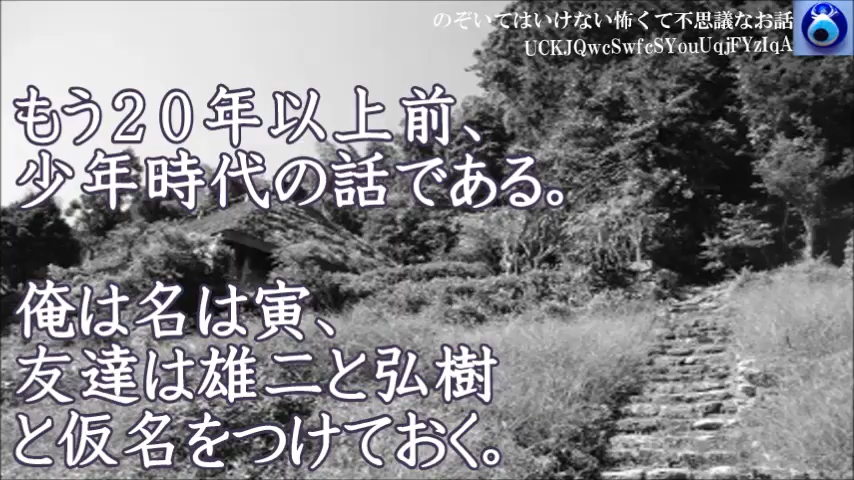 のぞいてはいけない怖くて不思議なお話
UCKJQwcSwfcSYouUqjFYzIqA
もう20年以上前、
少年時代の話である。
俺は名は寅、
友達は雄二と弘樹
と仮名をつけておく。